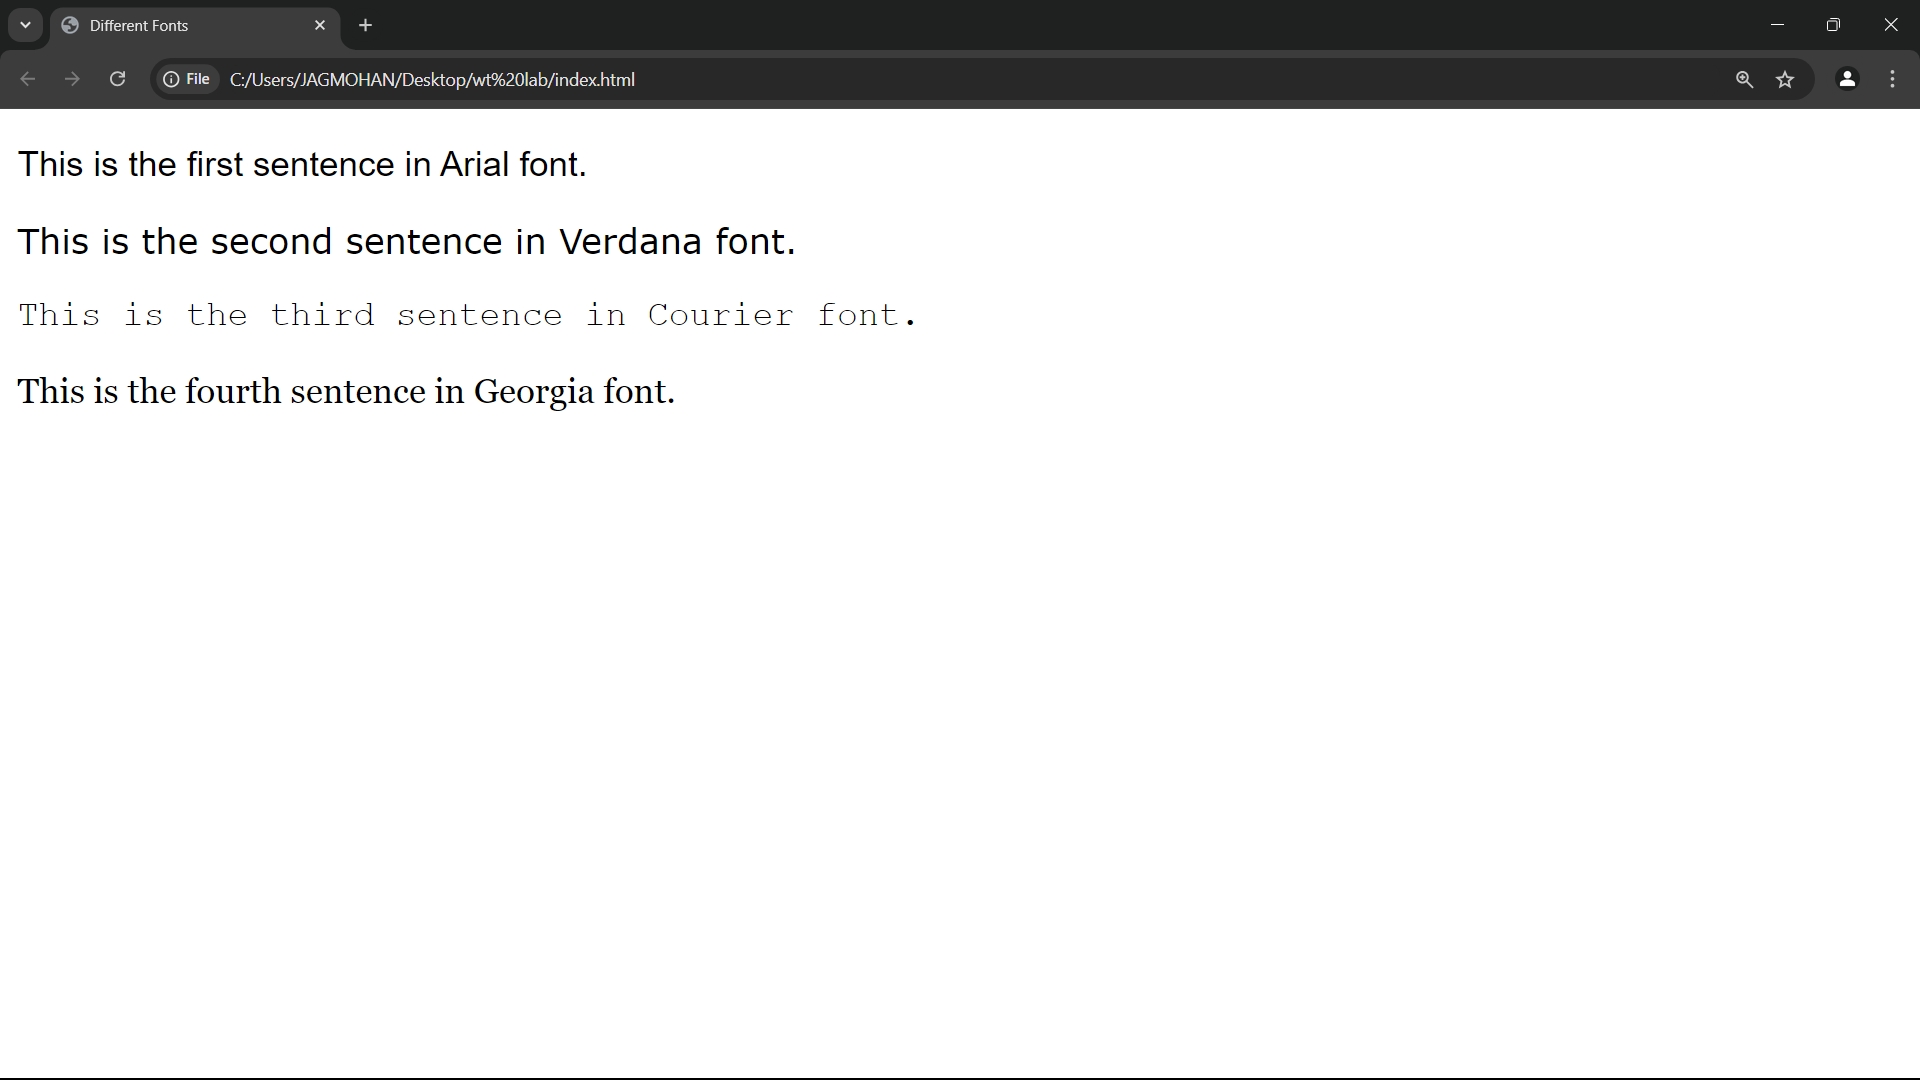 Different Fonts
File C:/Users/JAGMOHAN/Desktop/wt%20lab/index.html
This is the first sentence in Arial font.
This is the second sentence in Verdana font.
This is the third sentence in Courier font.
This is the fourth sentence in Georgia font.